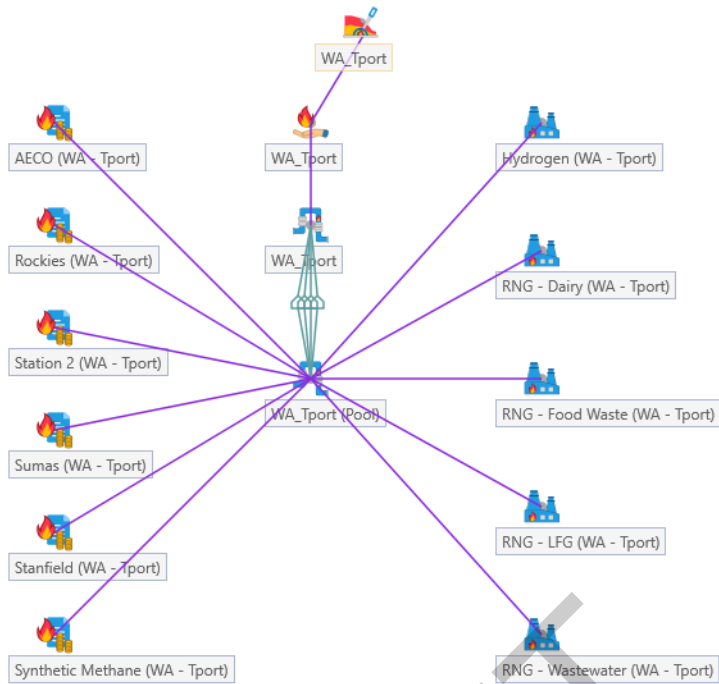 WA_Tport
AECO (WA - Tport)
WA_Tport
Hydrogen (WA - Tport)
Rockies (WA - Tport)
WA_Tport
RNG - Dairy (WA - Tport)
Station 2 (WA - Tport)
WA_Tport (Pool)
RNG - Food Waste (WA - Tport)
Sumas (WA - Tport)
RNG - LFG (WA - Tport)
Stanfield (WA - Tport)
Synthetic Methane (WA - Tport)
RNG - Wastewater (WA - Tport)